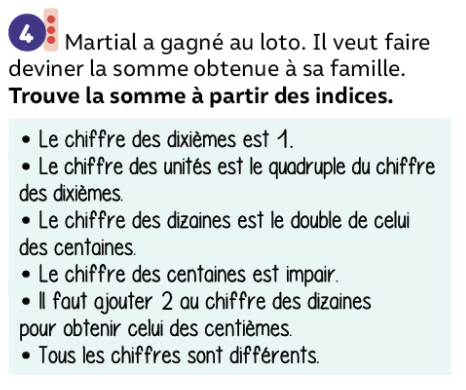 4 Martial a gagné au loto. Il veut faire
deviner la somme obtenue à sa famille.
Trouve la somme à partir des indices.
• Le chiffre des dixièmes est 1.
• Le chiffre des unités est le quadruple du chiffre
des dixièmes.
• Le chiffre des dizaines est le double de celui
des centaines.
• Le chiffre des centaines est impair.
• Il faut ajouter 2 au chiffre des dizaines
pour obtenir celui des centièmes.
• Tous les chiffres sont différents.